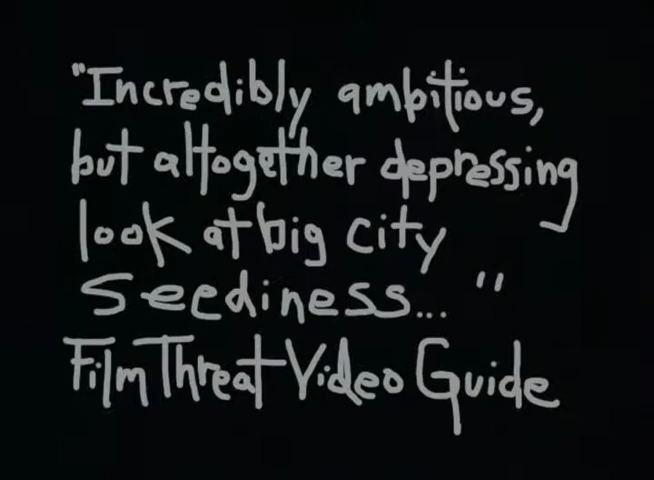 "Incredibly ambitious,
but altogether depressing
look at big city
Seediness... "
Film Threat Video Guide